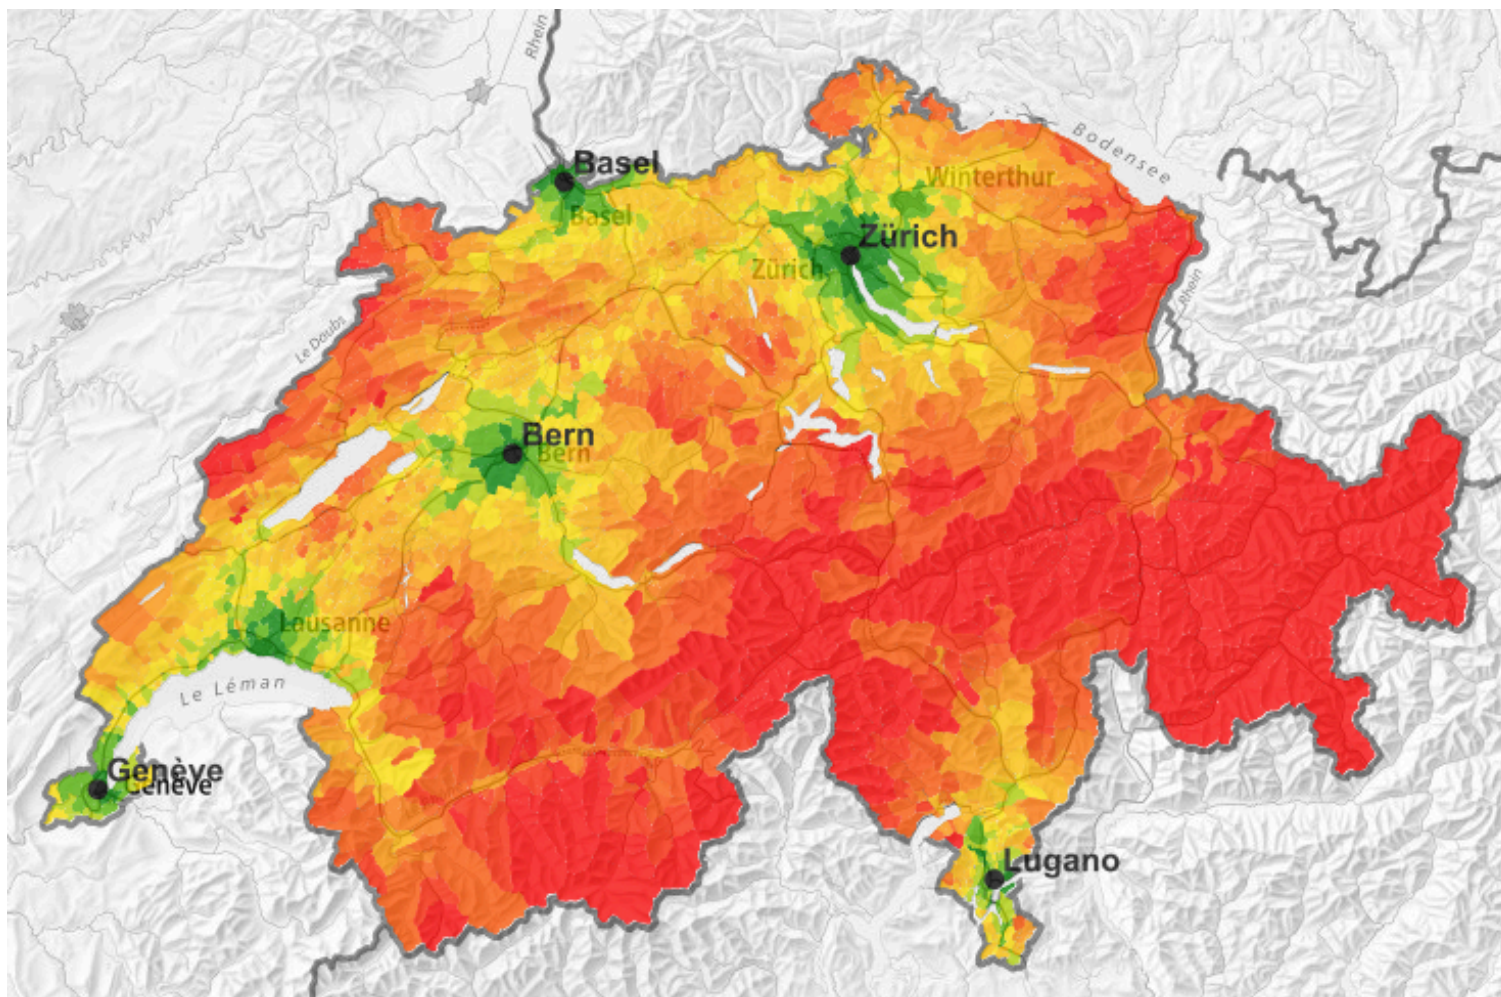 Rhein
Bodensee
Basel
Basel
Winterthur
Zürich
Zürich
Rhein
Le Doubs
Bern
Bern
Lausanne
Le Léman
Genève
Genève
Lugano